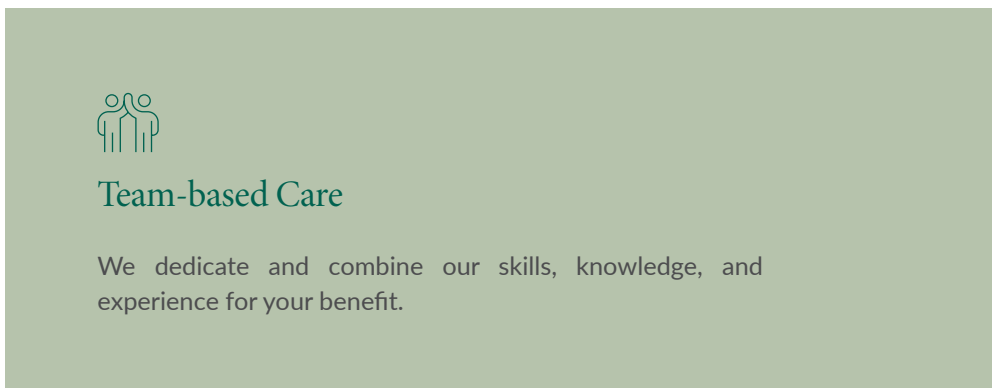 Team-based Care
We dedicate and combine our skills, knowledge, and
experience for your benefit.